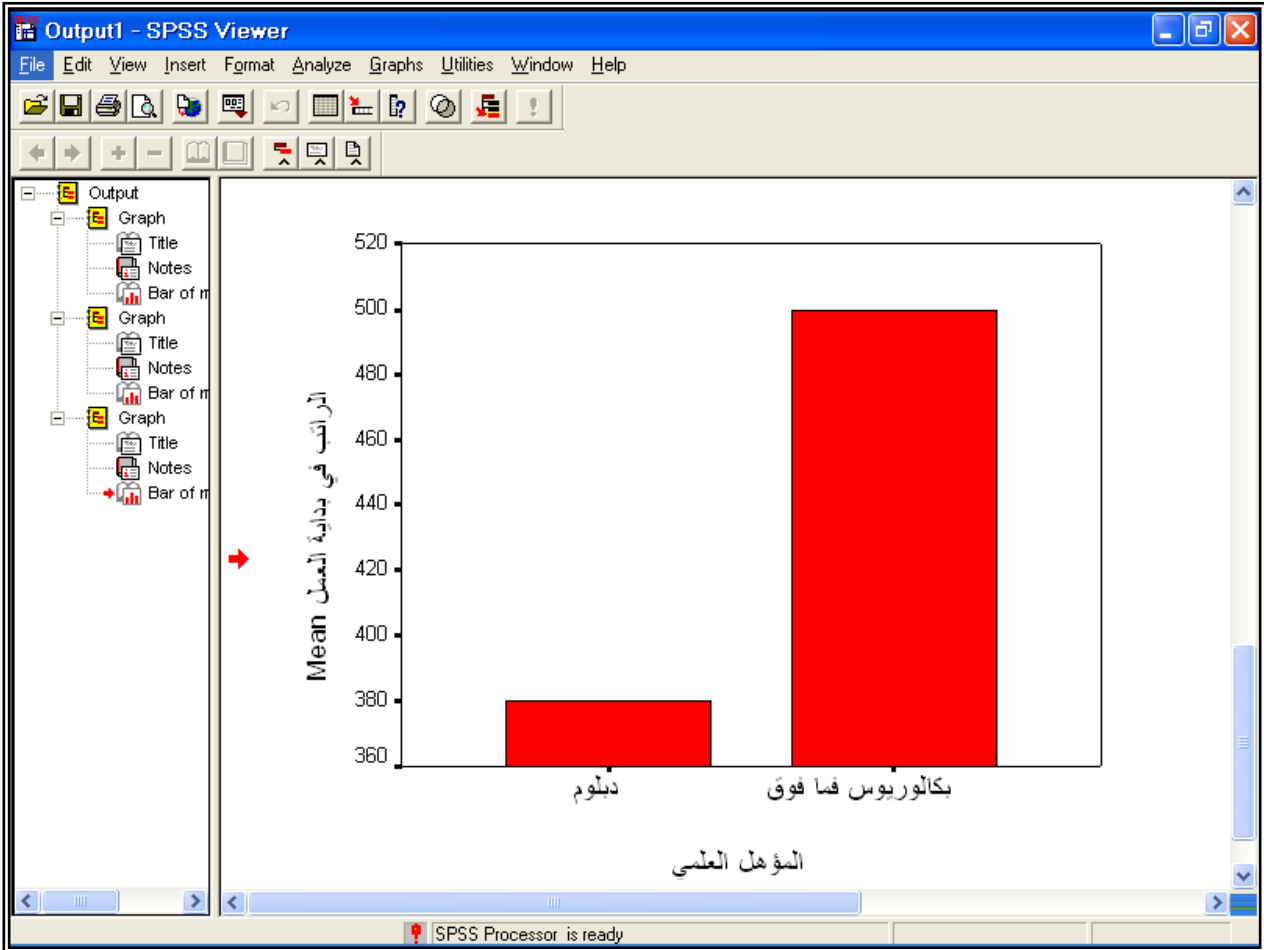 SPSS
Output1 - SPSS Viewer
File Edit View Insert Format Analyze Graphs Utilities Window Help
Output
Graph
Title
Notes
Bar of m
Graph
Title
Notes
Bar of m
Graph
Title
Notes
Bar of m
520
500
480
460
440
420
400
380
360
Mean الراتب في بداية العمل
دبلوم
بكالوريوس فما فوق
المؤهل العلمي
SPSS Processor is ready